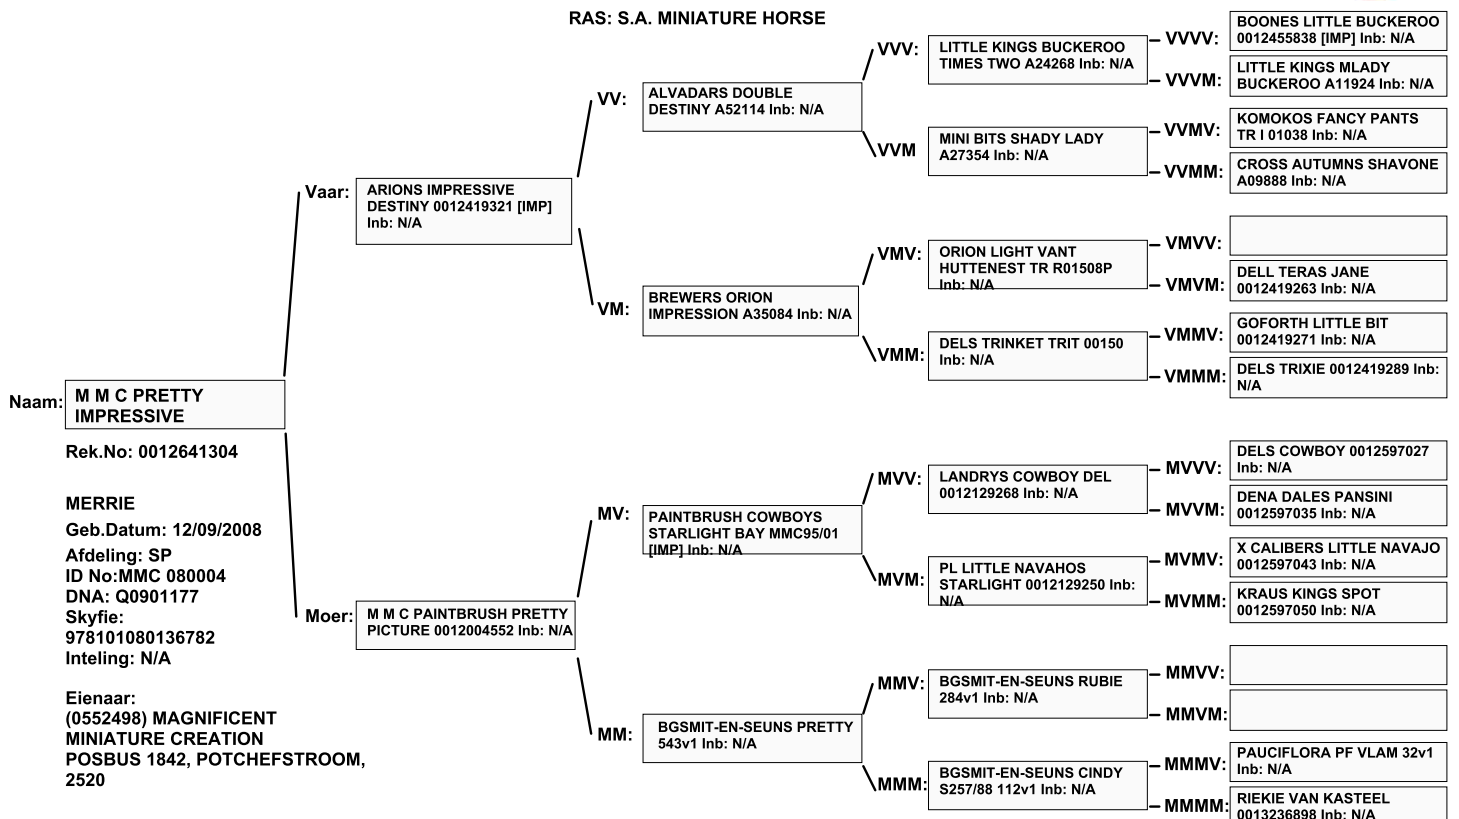 RAS: S.A. MINIATURE HORSE
Naam:
M M C PRETTY
IMPRESSIVE
Rek.No: 0012641304
MERRIE
Geb.Datum: 12/09/2008
Afdeling: SP
ID No:MMC 080004
DNA: Q0901177
Skyfie:
978101080136782
Inteling: N/A
Eienaar:
(0552498) MAGNIFICENT
MINIATURE CREATION
POSBUS 1842, POTCHEFSTROOM,
2520
Vaar:
ARIONS IMPRESSIVE
DESTINY 0012419321 [IMP]
Inb: N/A
Moer:
M M C PAINTBRUSH PRETTY
PICTURE 0012004552 Inb: N/A
VV:
ALVADARS DOUBLE
DESTINY A52114 Inb: N/A
VM:
BREWERS ORION
IMPRESSION A35084 Inb: N/A
MV:
PAINTBRUSH COWBOYS
STARLIGHT BAY MMC95/01
[IMP] Inb: N/A
MM:
BGSMIT-EN-SEUNS PRETTY
543v1 Inb: N/A
VVV:
LITTLE KINGS BUCKEROO
TIMES TWO A24268 Inb: N/A
VVM
MINI BITS SHADY LADY
A27354 Inb: N/A
VMV:
ORION LIGHT VANT
HUTTENEST TR R01508P
Inb: N/A
VMM:
DELS TRINKET TRIT 00150
Inb: N/A
MVV:
LANDRYS COWBOY DEL
0012129268 Inb: N/A
MVM:
PL LITTLE NAVAHOS
STARLIGHT 0012129250 Inb:
N/A
MMV:
BGSMIT-EN-SEUNS RUBIE
284v1 Inb: N/A
MMM:
BGSMIT-EN-SEUNS CINDY
S257/88 112v1 Inb: N/A
VVVV:
BOONES LITTLE BUCKEROO
0012455838 [IMP] Inb: N/A
VVVM:
LITTLE KINGS MLADY
BUCKEROO A11924 Inb: N/A
VVMV:
KOMOKOS FANCY PANTS
TR I 01038 Inb: N/A
VVMM:
CROSS AUTUMNS SHAVONE
A09888 Inb: N/A
VMVV:
VMVM:
DELL TERAS JANE
0012419263 Inb: N/A
VMMV:
GOFORTH LITTLE BIT
0012419271 Inb: N/A
VMMM:
DELS TRIXIE 0012419289 Inb:
N/A
MVVV:
DELS COWBOY 0012597027
Inb: N/A
MVVM:
DENA DALES PANSINI
0012597035 Inb: N/A
MVMV:
X CALIBERS LITTLE NAVAJO
0012597043 Inb: N/A
MVMM:
KRAUS KINGS SPOT
0012597050 Inb: N/A
MMVV:
MMVM:
MMMV:
PAUCIFLORA PF VLAM 32v1
Inb: N/A
MMMM:
RIEKIE VAN KASTEEL
0013236898 Inb: N/A